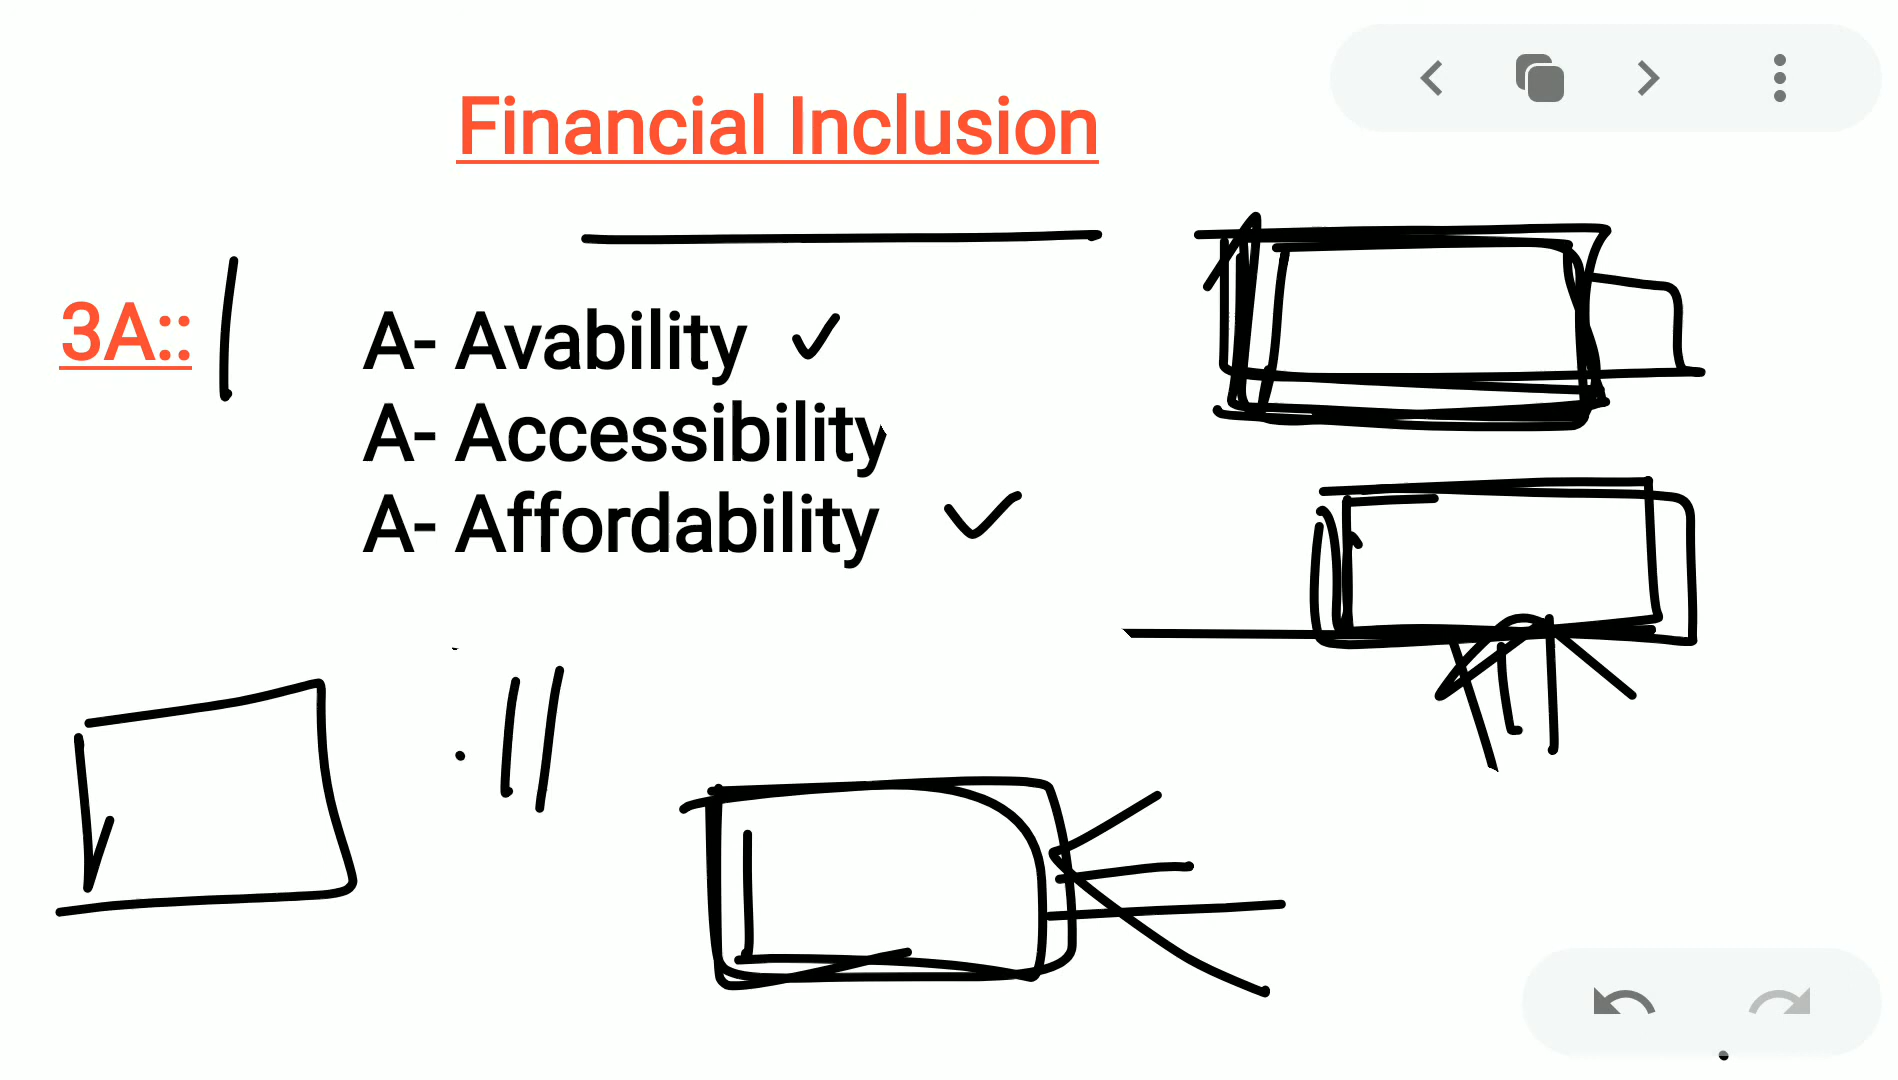 Financial Inclusion
3A::
A- Avability
A- Accessibility
A- Affordability